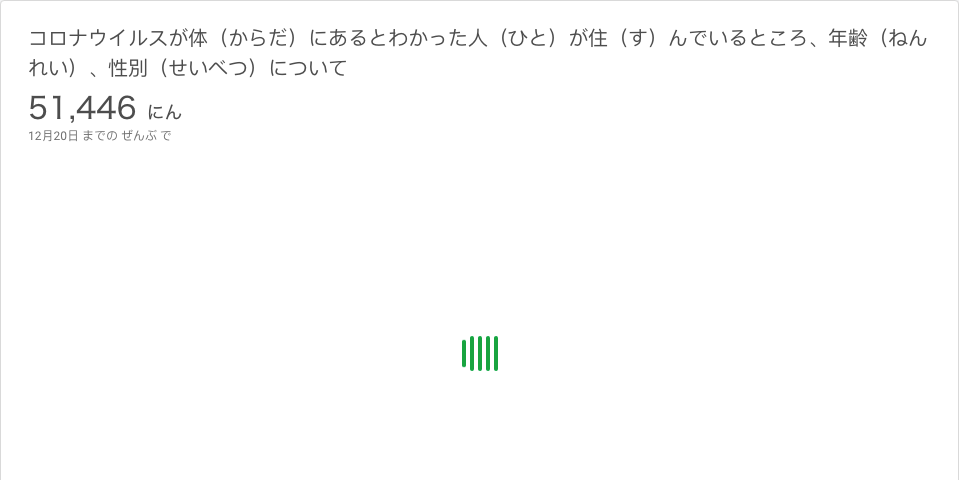 コロナウイルスが体（からだ）にあるとわかった人（ひと）が住（す）んでいるところ、年齢（ねん
れい）、性別（せいべつ）について
51,446 にん
12月20日 までの ぜんぶ で